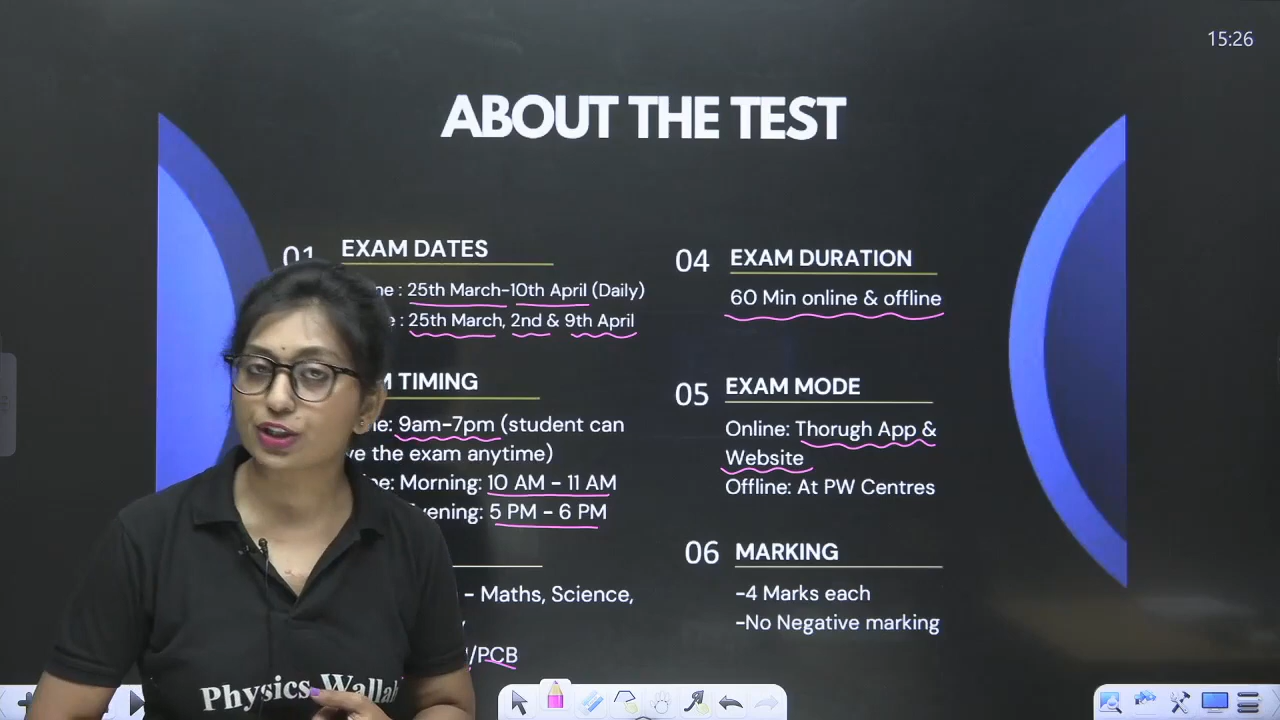 15:26
ABOUT THE TEST
01
EXAM DATES
ne : 25th March-10th April (Daily)
e : 25th March, 2nd & 9th April
TIMING
9am-7pm (student can
the exam anytime)
Morning: 10 AM - 11 AM
5 PM - 6 PM
- Maths, Science,
/PCB
04
EXAM DURATION
60 Min online & offline
05
EXAM MODE
Online: Thorugh App &
Website
Offline: At PW Centres
06
MARKING
-4 Marks each
-No Negative marking
Physics Wallah